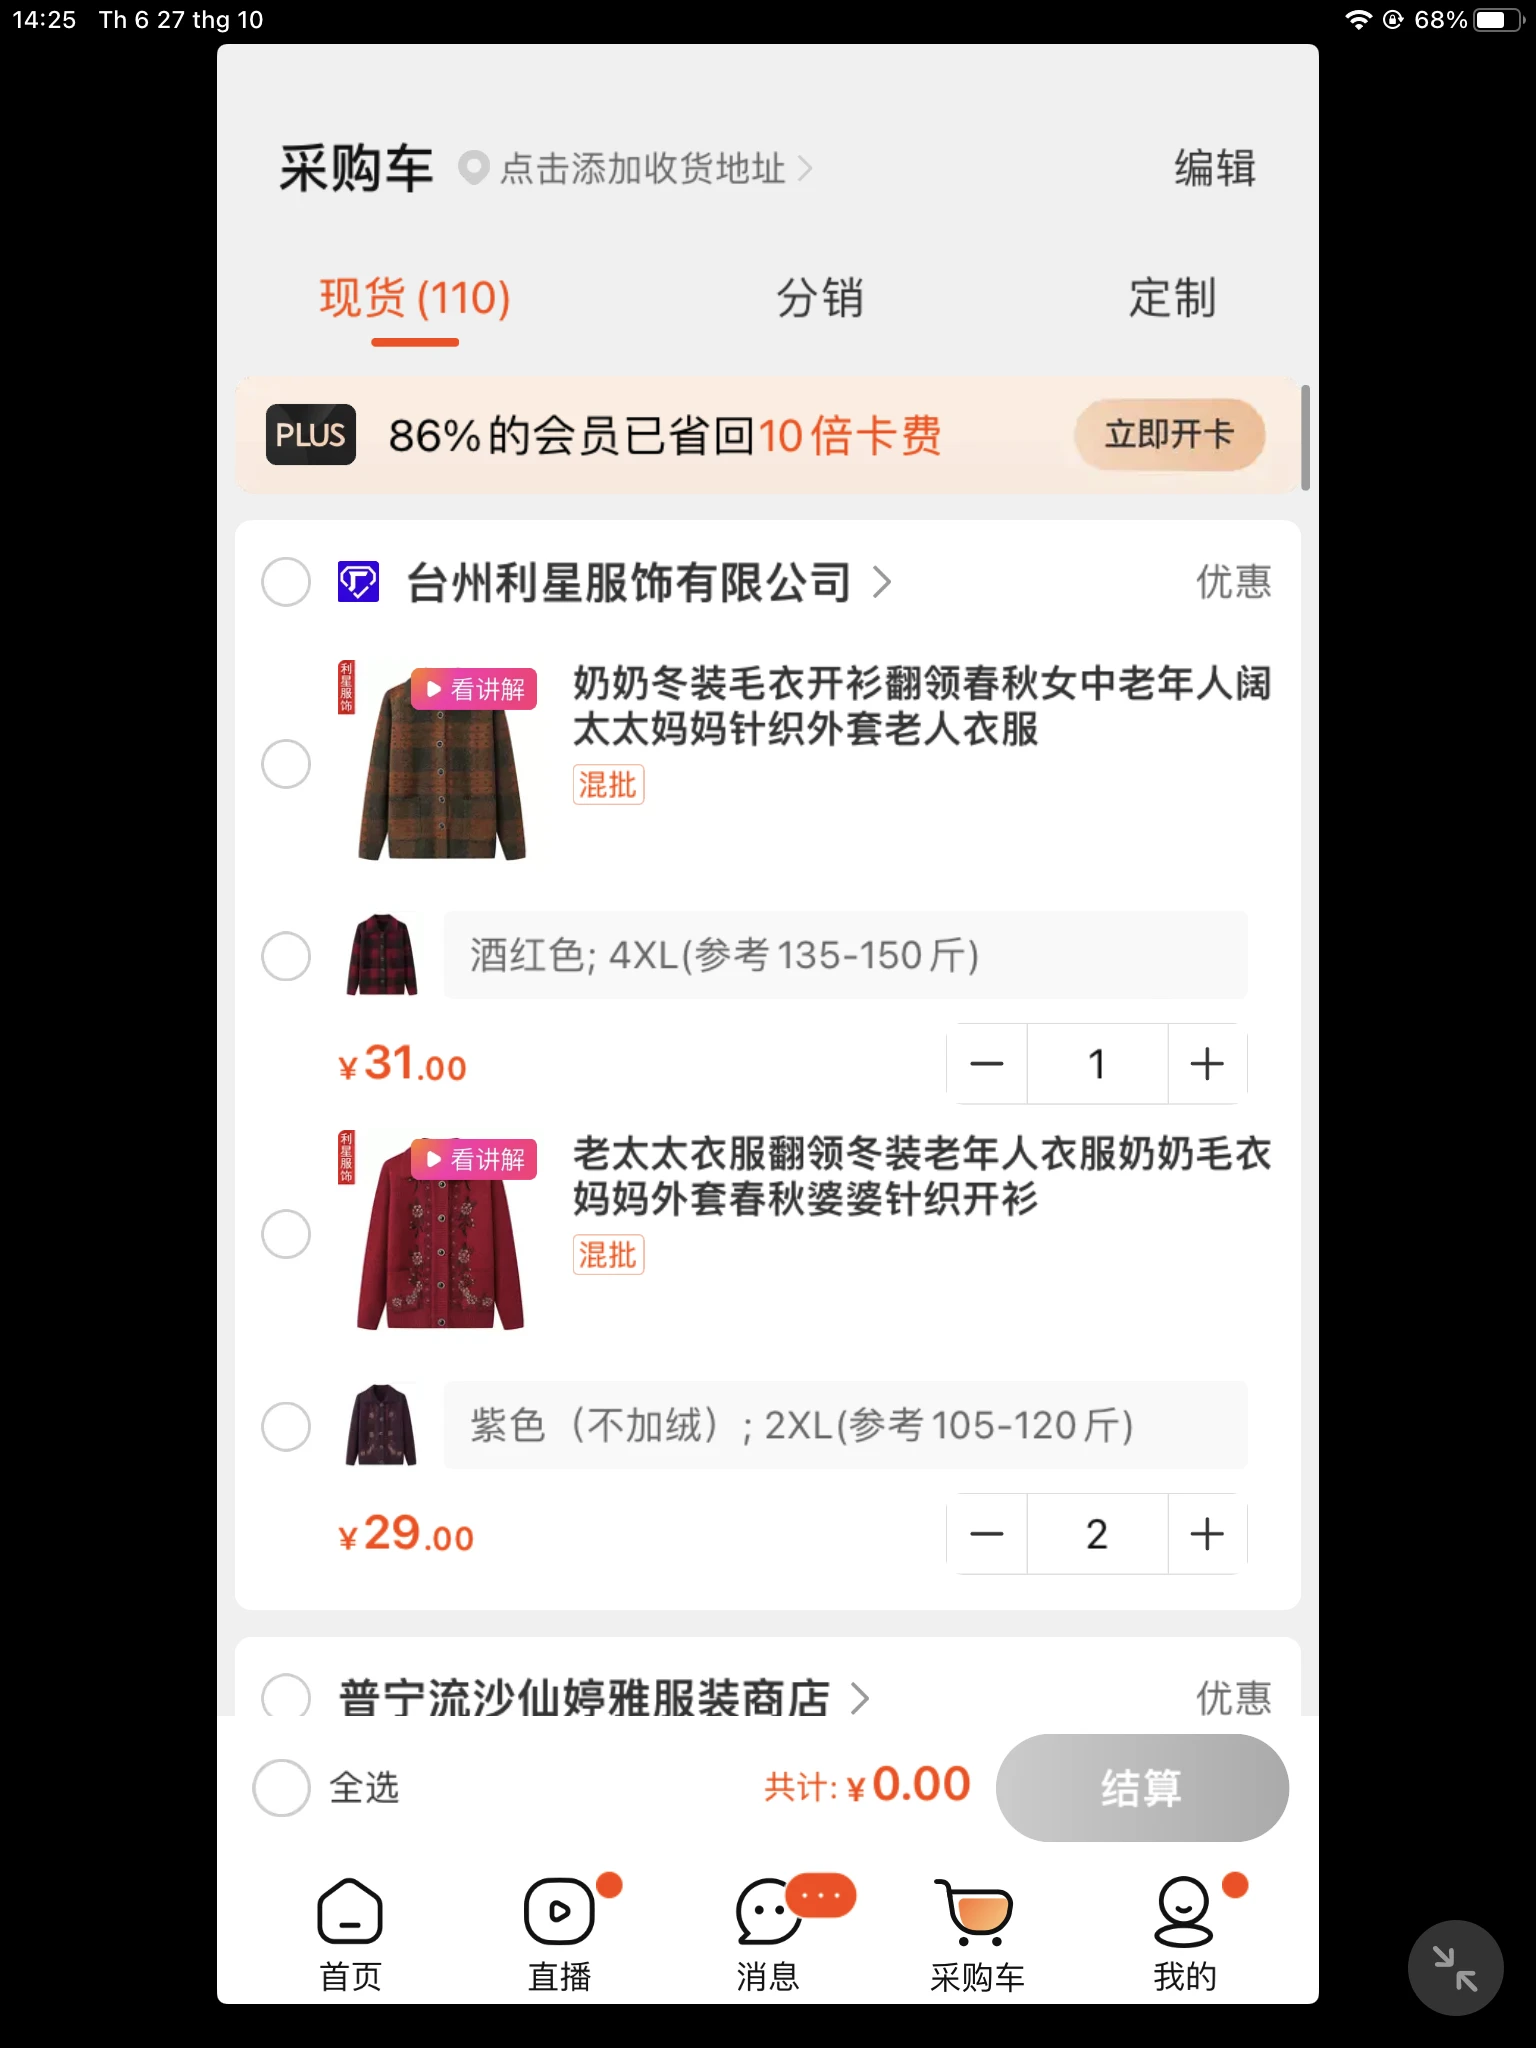 14:25 Th 6 27 thg 10 68%
采购车 点击添加收货地址 编辑
现货(110) 分销 定制
PLUS 86%的会员已省回10倍卡费 立即开卡
台州利星服饰有限公司 优惠
利星服饰
看讲解
奶奶冬装毛衣开衫翻领春秋女中老年人阔
太太妈妈针织外套老人衣服
混批
酒红色; 4XL(参考135-150斤)
¥31.00 1
利星服饰
看讲解
老太太衣服翻领冬装老年人衣服奶奶毛衣
妈妈外套春秋婆婆针织开衫
混批
紫色（不加绒）; 2XL(参考105-120斤)
¥29.00 2
普宁流沙仙婷雅服装商店 优惠
全选 共计: ¥0.00 结算
首页 直播 消息 采购车 我的